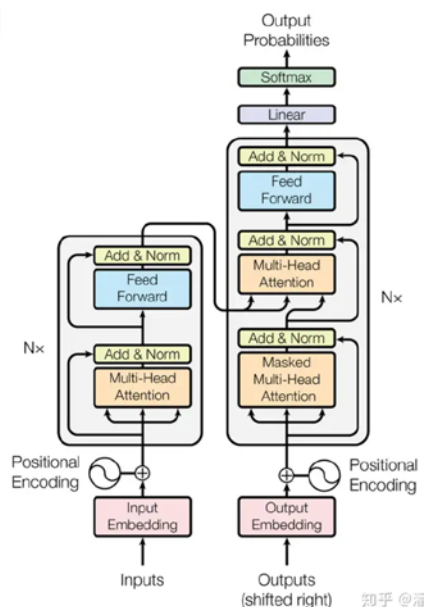 Output
Probabilities
Softmax
Linear
Add & Norm
Feed
Forward
Add & Norm
Multi-Head
Attention
Add & Norm
Masked
Multi-Head
Attention
Nx
Positional
Encoding
Output
Embedding
Outputs
(shifted right)
Add & Norm
Feed
Forward
Nx
Add & Norm
Multi-Head
Attention
Positional
Encoding
Input
Embedding
Inputs
知乎 @